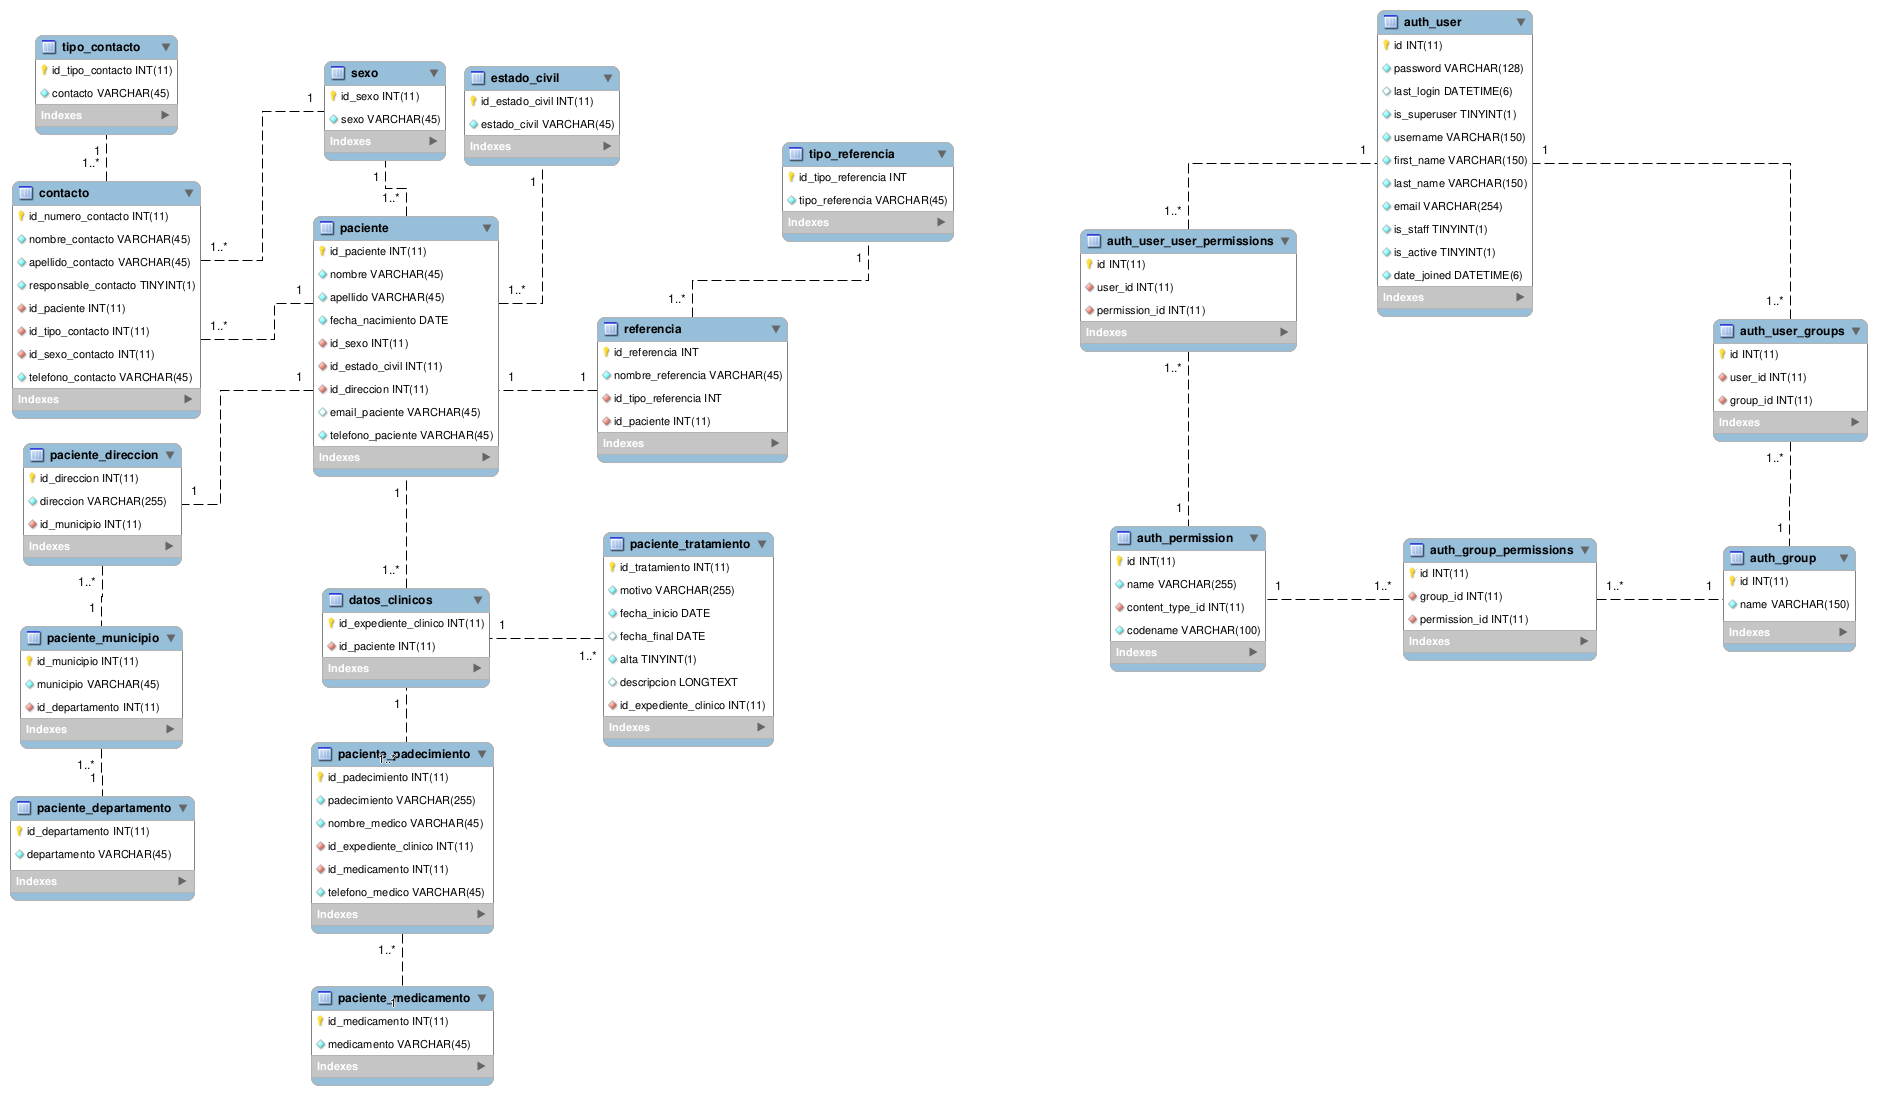 tipo_contacto
id_tipo_contacto INT(11)
contacto VARCHAR(45)
Indexes
1
1..*
contacto
id_numero_contacto INT(11)
nombre_contacto VARCHAR(45)
apellido_contacto VARCHAR(45)
responsable_contacto TINYINT(1)
id_paciente INT(11)
id_tipo_contacto INT(11)
id_sexo_contacto INT(11)
telefono_contacto VARCHAR(45)
Indexes
1
1..*
1
1..*
1
1
sexo
id_sexo INT(11)
sexo VARCHAR(45)
Indexes
1
1..*
estado_civil
id_estado_civil INT(11)
estado_civil VARCHAR(45)
Indexes
1
1..*
paciente
id_paciente INT(11)
nombre VARCHAR(45)
apellido VARCHAR(45)
fecha_nacimiento DATE
id_sexo INT(11)
id_estado_civil INT(11)
id_direccion INT(11)
email_paciente VARCHAR(45)
telefono_paciente VARCHAR(45)
Indexes
1
1
tipo_referencia
id_tipo_referencia INT
tipo_referencia VARCHAR(45)
Indexes
1
1..*
referencia
id_referencia INT
nombre_referencia VARCHAR(45)
id_tipo_referencia INT
id_paciente INT(11)
Indexes
paciente_direccion
id_direccion INT(11)
direccion VARCHAR(255)
id_municipio INT(11)
Indexes
1..*
1
paciente_municipio
id_municipio INT(11)
municipio VARCHAR(45)
id_departamento INT(11)
Indexes
1..*
1
paciente_departamento
id_departamento INT(11)
departamento VARCHAR(45)
Indexes
1
1..*
datos_clinicos
id_expediente_clinico INT(11)
id_paciente INT(11)
Indexes
1
1..*
paciente_tratamiento
id_tratamiento INT(11)
motivo VARCHAR(255)
fecha_inicio DATE
fecha_final DATE
alta TINYINT(1)
descripcion LONGTEXT
id_expediente_clinico INT(11)
Indexes
1
1..*
paciente_padecimiento
id_padecimiento INT(11)
padecimiento VARCHAR(255)
nombre_medico VARCHAR(45)
id_expediente_clinico INT(11)
id_medicamento INT(11)
telefono_medico VARCHAR(45)
Indexes
1..*
1
paciente_medicamento
id_medicamento INT(11)
medicamento VARCHAR(45)
Indexes
auth_user
id INT(11)
password VARCHAR(128)
last_login DATETIME(6)
is_superuser TINYINT(1)
username VARCHAR(150)
first_name VARCHAR(150)
last_name VARCHAR(150)
email VARCHAR(254)
is_staff TINYINT(1)
is_active TINYINT(1)
date_joined DATETIME(6)
Indexes
1
1..*
1
1..*
auth_user_user_permissions
id INT(11)
user_id INT(11)
permission_id INT(11)
Indexes
1..*
1
auth_user_groups
id INT(11)
user_id INT(11)
group_id INT(11)
Indexes
1..*
1
auth_permission
id INT(11)
name VARCHAR(255)
content_type_id INT(11)
codename VARCHAR(100)
Indexes
1
1..*
auth_group_permissions
id INT(11)
group_id INT(11)
permission_id INT(11)
Indexes
1..*
1
auth_group
id INT(11)
name VARCHAR(150)
Indexes